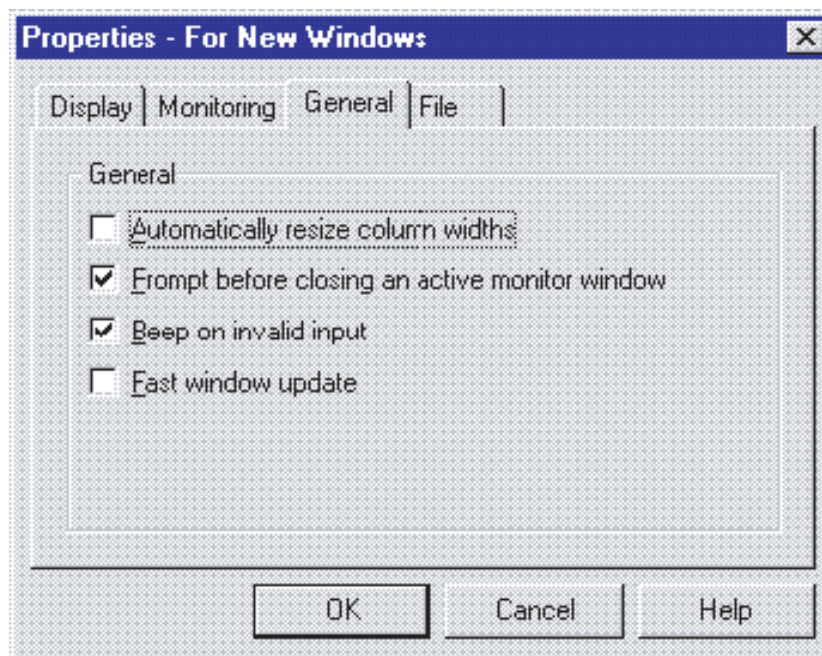 Properties - For New Windows
Display Monitoring General File
General
Automatically resize column widths
Prompt before closing an active monitor window
Beep on invalid input
Fast window update
OK Cancel Help